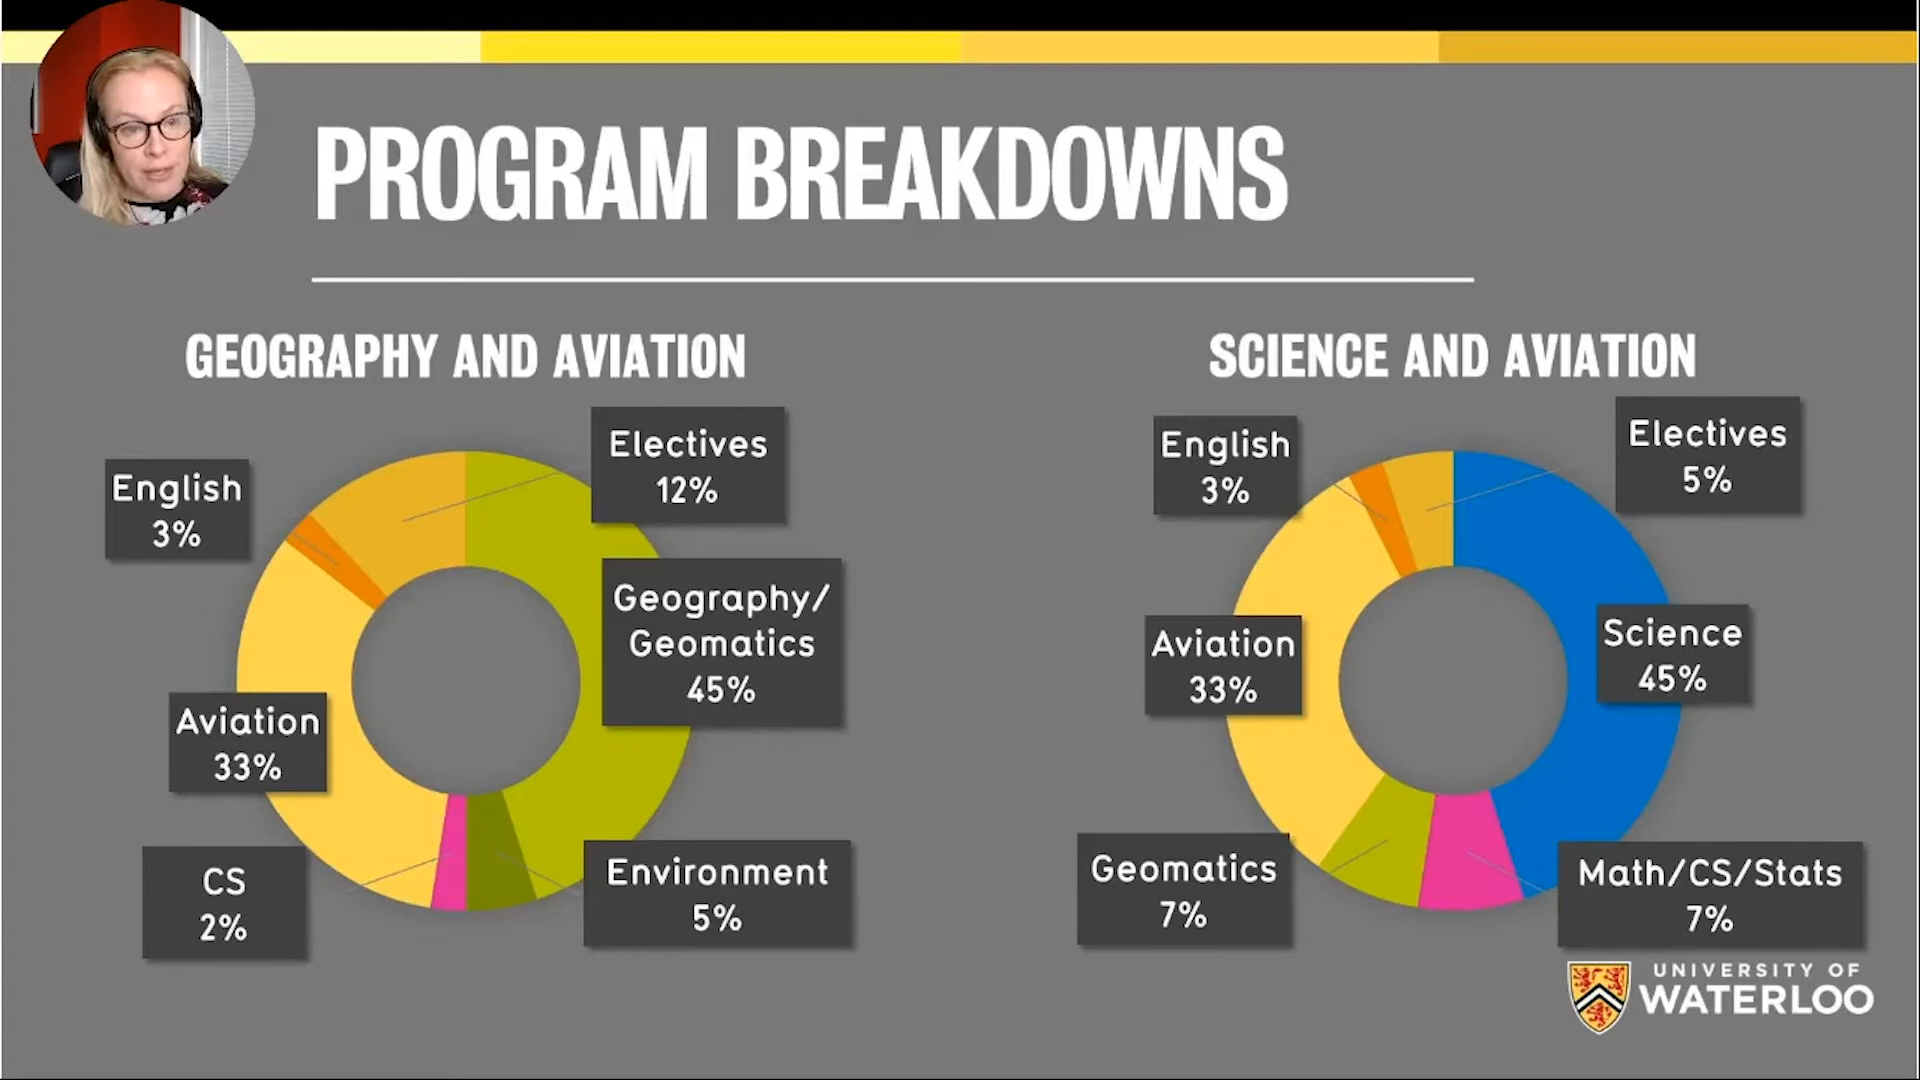 PROGRAM BREAKDOWNS
GEOGRAPHY AND AVIATION
Electives
12%
English
3%
Geography/
Geomatics
45%
Aviation
33%
CS
2%
Environment
5%
SCIENCE AND AVIATION
English
3%
Electives
5%
Aviation
33%
Science
45%
Geomatics
7%
Math/CS/Stats
7%
UNIVERSITY OF
WATERLOO